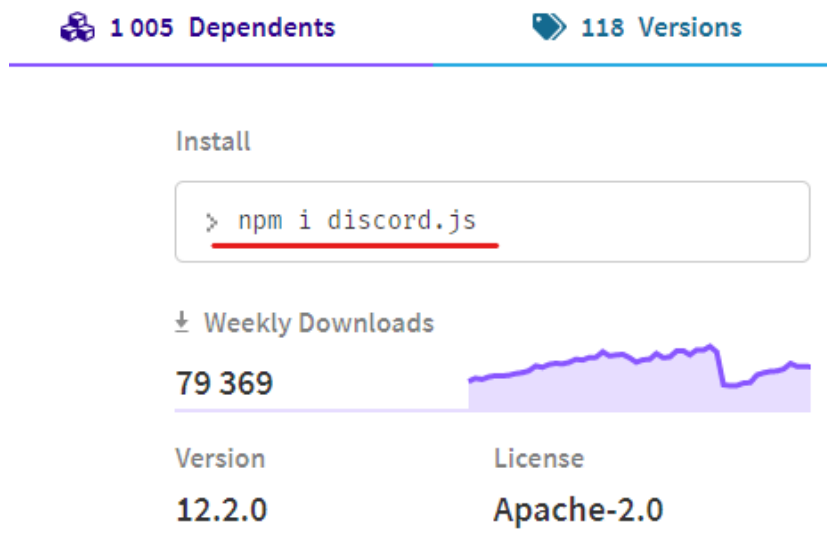 1 005 Dependents
118 Versions
Install
> npm i discord.js
Weekly Downloads
79 369
Version
License
12.2.0
Apache-2.0